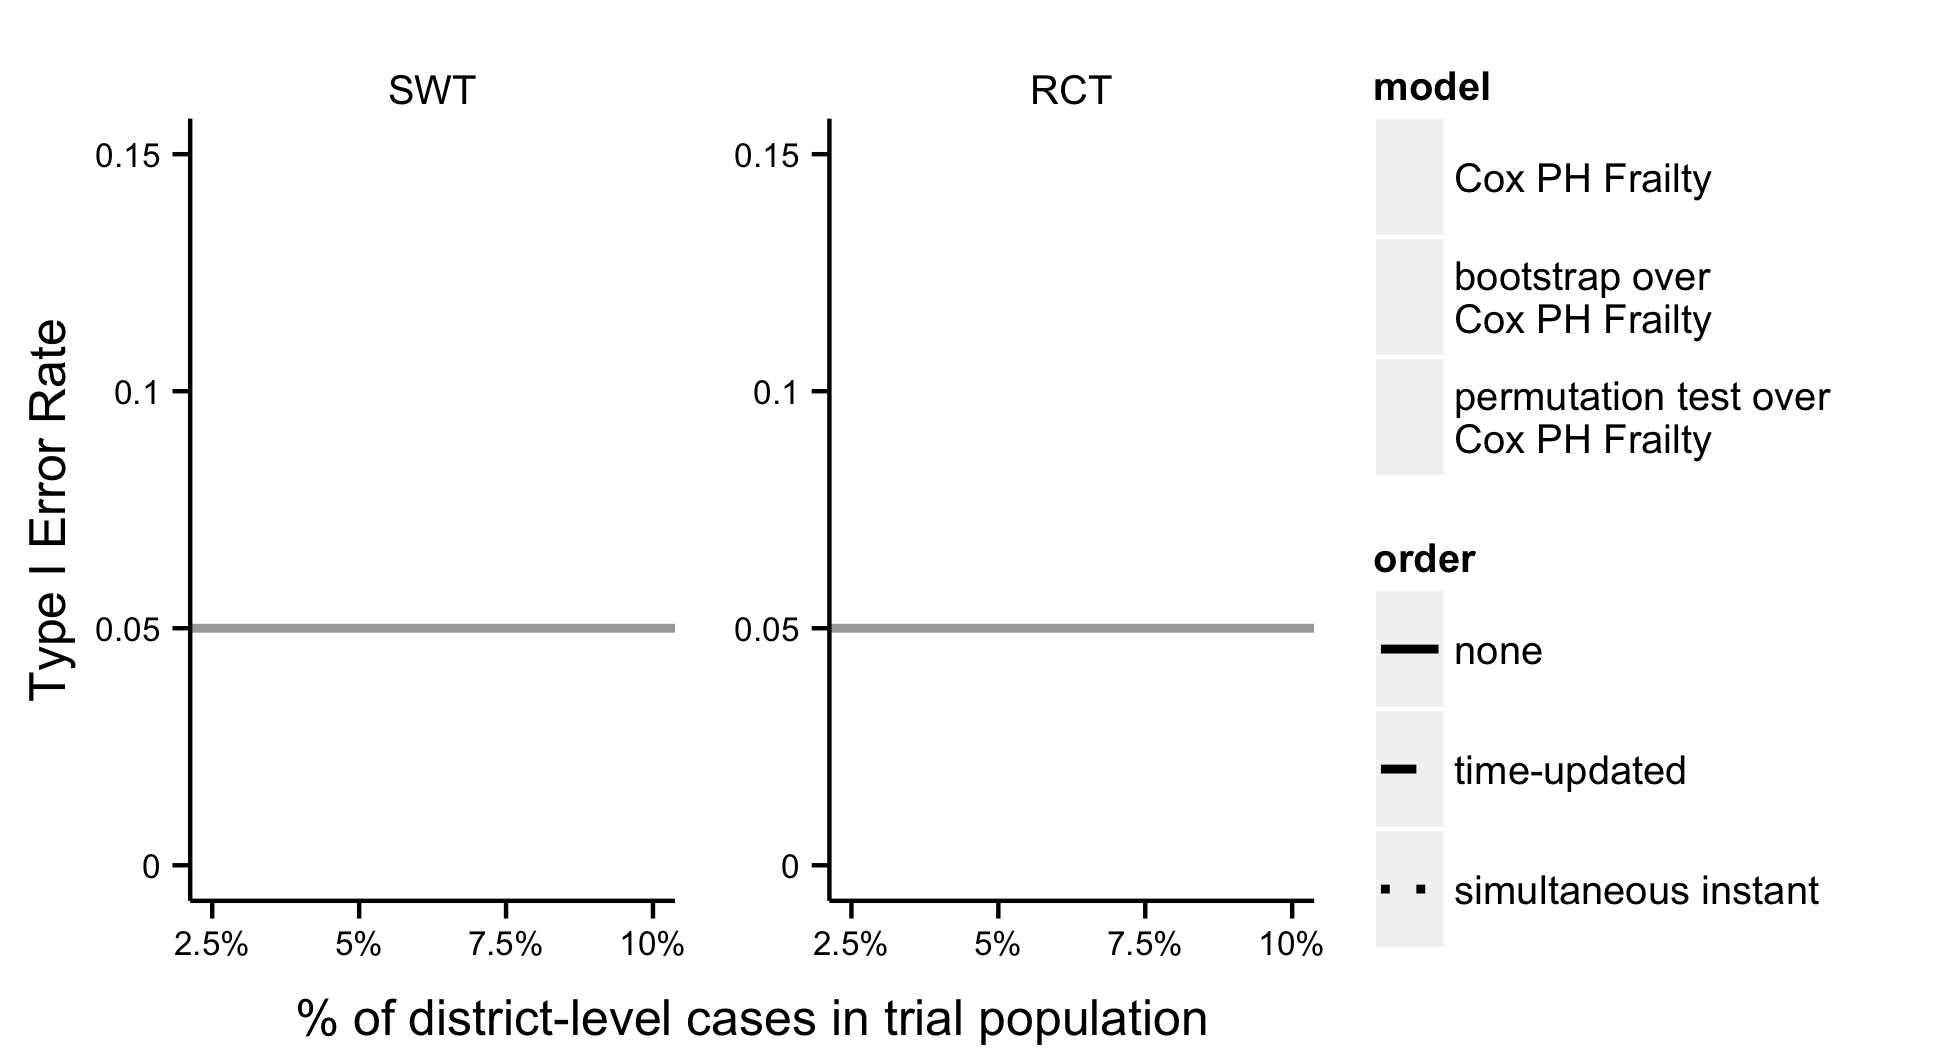 SWT
RCT
Type I Error Rate
0.15
0.1
0.05
0
2.5% 5% 7.5% 10%
0.15
0.1
0.05
0
2.5% 5% 7.5% 10%
% of district-level cases in trial population
model
Cox PH Frailty
bootstrap over
Cox PH Frailty
permutation test over
Cox PH Frailty
order
none
time-updated
simultaneous instant